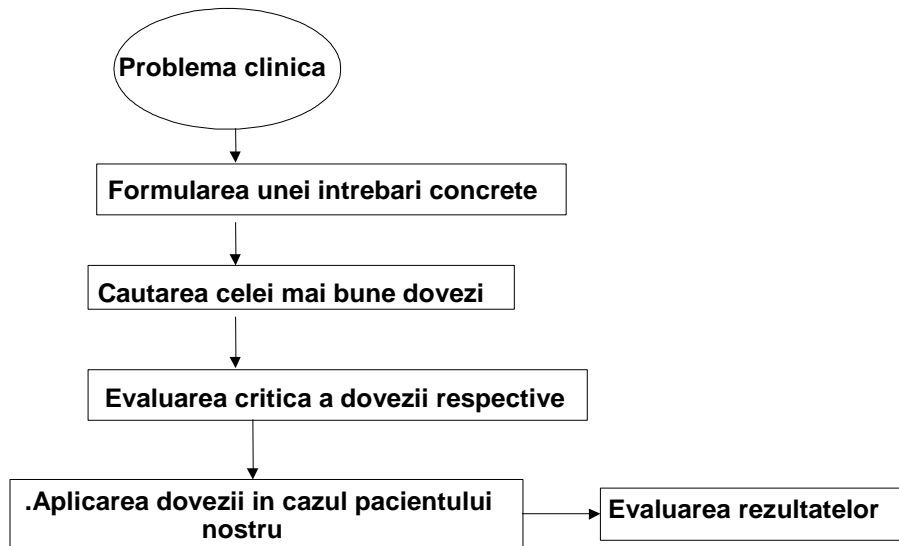 Problema clinica
Formularea unei intrebari concrete
Cautarea celei mai bune dovezi
Evaluarea critica a dovezii respective
.Aplicarea dovezii in cazul pacientului
nostru
Evaluarea rezultatelor